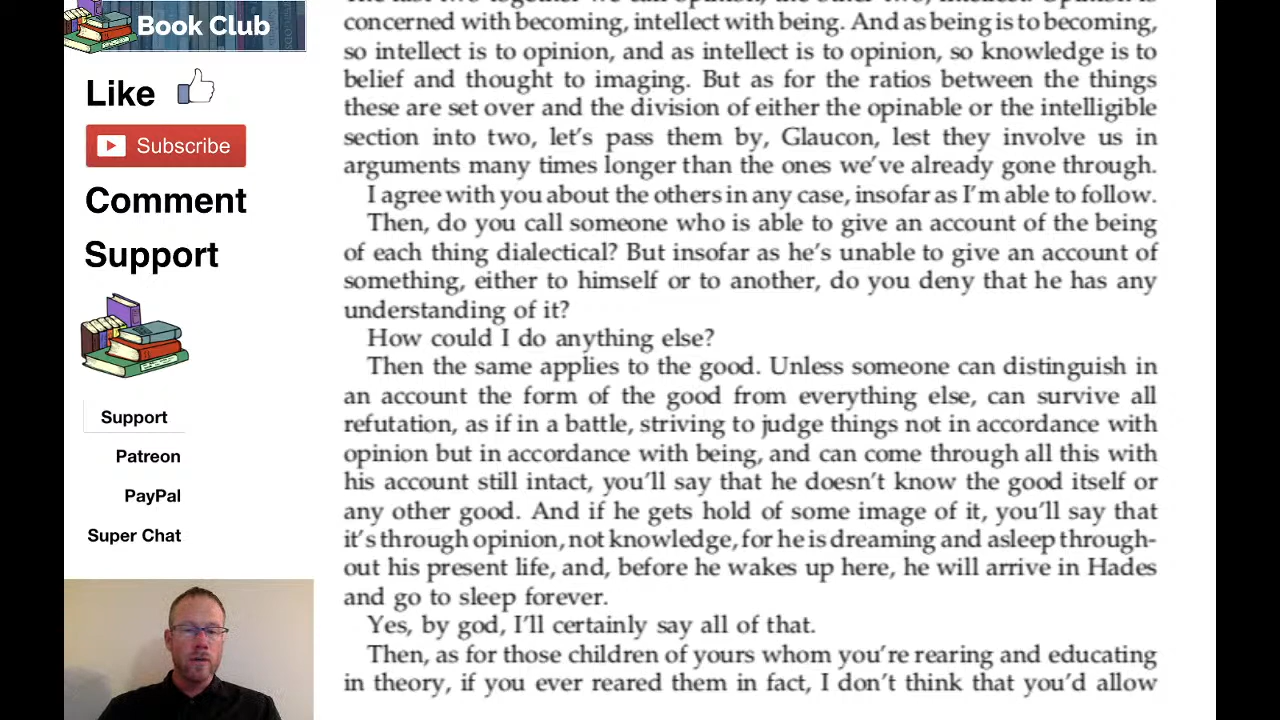 Book Club
Like
Subscribe
Comment
Support
Support
Patreon
PayPal
Super Chat
concerned with becoming, intellect with being. And as being is to becoming,
so intellect is to opinion, and as intellect is to opinion, so knowledge is to
belief and thought to imaging. But as for the ratios between the things
these are set over and the division of either the opinable or the intelligible
section into two, let's pass them by, Glaucon, lest they involve us in
arguments many times longer than the ones we've already gone through.
I agree with you about the others in any case, insofar as I'm able to follow.
Then, do you call someone who is able to give an account of the being
of each thing dialectical? But insofar as he's unable to give an account of
something, either to himself or to another, do you deny that he has any
understanding of it?
How could I do anything else?
Then the same applies to the good. Unless someone can distinguish in
an account the form of the good from everything else, can survive all
refutation, as if in a battle, striving to judge things not in accordance with
opinion but in accordance with being, and can come through all this with
his account still intact, you'll say that he doesn't know the good itself or
any other good. And if he gets hold of some image of it, you'll say that
it's through opinion, not knowledge, for he is dreaming and asleep through-
out his present life, and, before he wakes up here, he will arrive in Hades
and go to sleep forever.
Yes, by god, I'll certainly say all of that.
Then, as for those children of yours whom you're rearing and educating
in theory, if you ever reared them in fact, I don't think that you'd allow